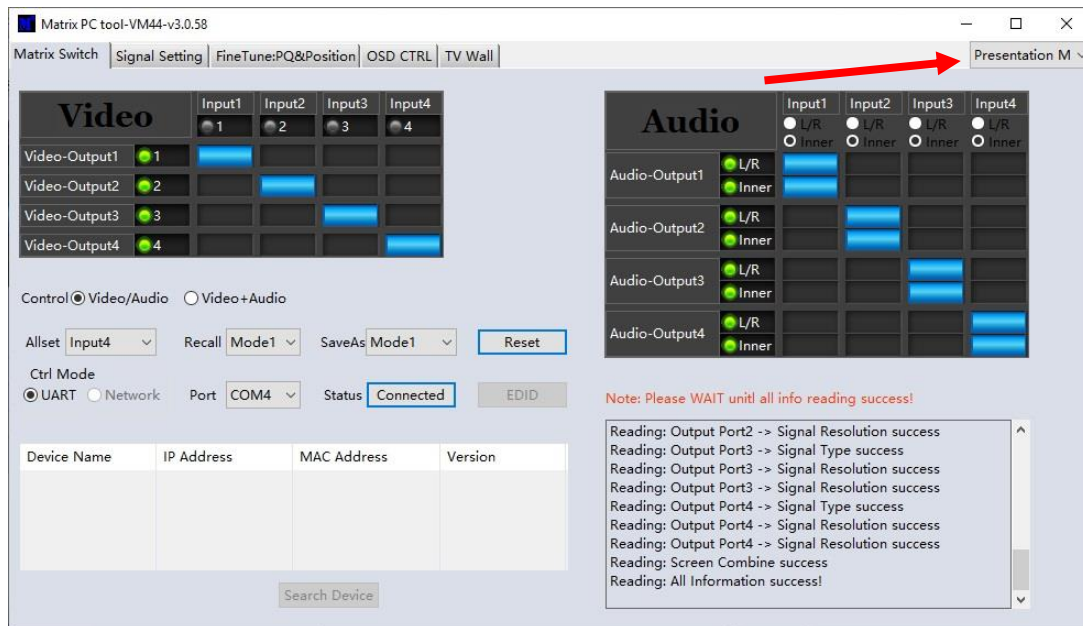 Matrix PC tool-VM44-v3.0.58
Matrix Switch Signal Setting FineTune:PQ&Position OSD CTRL TV Wall Presentation M
Video Input1 Input2 Input3 Input4
1 2 3 4
Video-Output1 1
Video-Output2 2
Video-Output3 3
Video-Output4 4
Audio Input1 Input2 Input3 Input4
L/R L/R L/R L/R
Inner Inner Inner Inner
Audio-Output1 L/R
Inner
Audio-Output2 L/R
Inner
Audio-Output3 L/R
Inner
Audio-Output4 L/R
Inner
Control Video/Audio Video+Audio
Allset Input4 Recall Mode1 SaveAs Mode1 Reset
Ctrl Mode
UART Network Port COM4 Status Connected EDID
Device Name IP Address MAC Address Version
Search Device
Note: Please WAIT unitl all info reading success!
Reading: Output Port2 -> Signal Resolution success
Reading: Output Port3 -> Signal Type success
Reading: Output Port3 -> Signal Resolution success
Reading: Output Port3 -> Signal Resolution success
Reading: Output Port4 -> Signal Type success
Reading: Output Port4 -> Signal Resolution success
Reading: Output Port4 -> Signal Resolution success
Reading: Screen Combine success
Reading: All Information success!